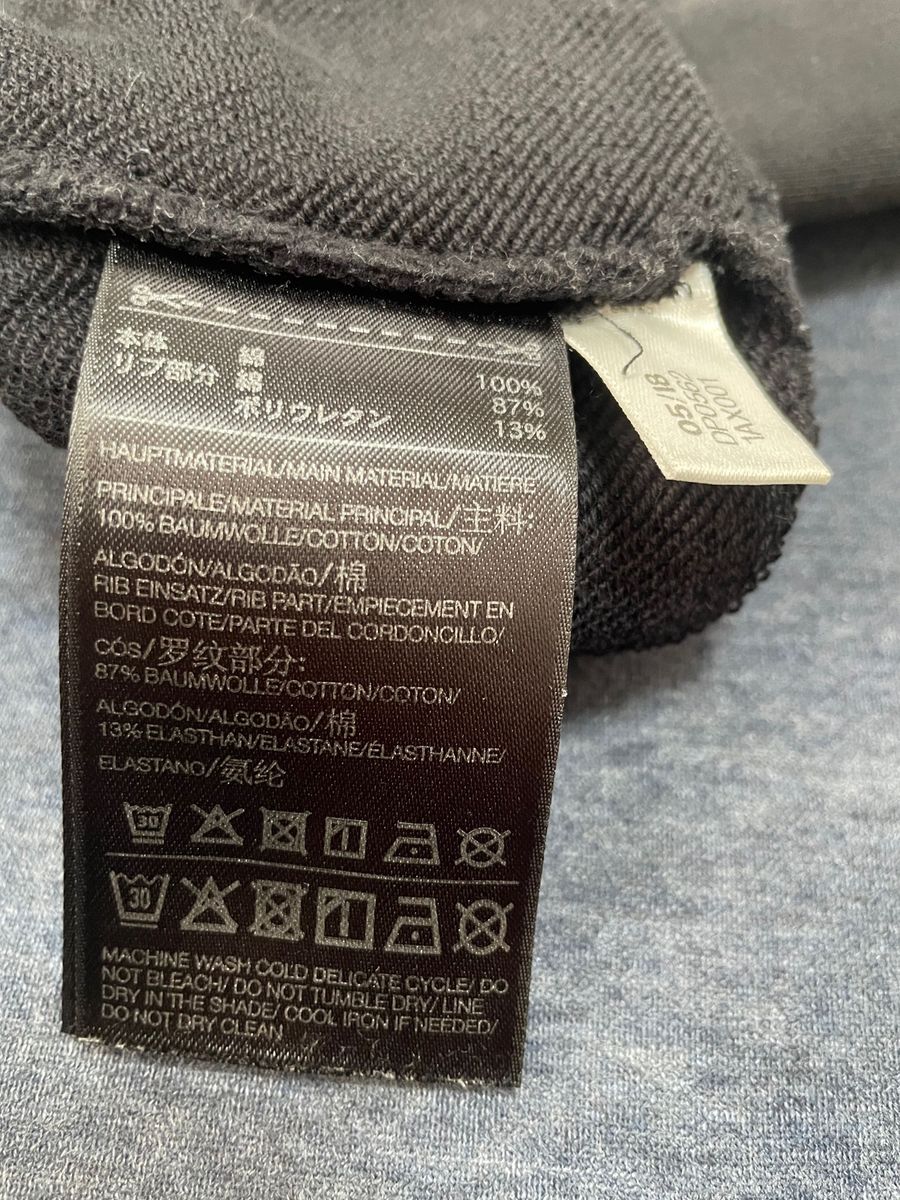 本体 綿 100%
リブ部分 綿 87%
ポリウレタン 13%
HAUPTMATERIAL/MAIN MATERIAL/MATIÈRE
PRINCIPALE/MATERIAL PRINCIPAL/主料:
100% BAUMWOLLE/COTTON/COTON/
ALGODÓN/ALGODÃO/棉
RIB EINSATZ/RIB PART/EMPIECEMENT EN
BORD COTE/PARTE DEL CORDONCILLO/
CÓS/罗纹部分:
87% BAUMWOLLE/COTTON/COTON/
ALGODÓN/ALGODÃO/棉
13% ELASTHAN/ELASTANE/ÉLASTHANNE/
ELASTANO/氨纶
30
30
MACHINE WASH COLD DELICATE CYCLE/ DO
NOT BLEACH/ DO NOT TUMBLE DRY/ LINE
DRY IN THE SHADE/ COOL IRON IF NEEDED/
DO NOT DRY CLEAN
05/18
DP0862
1AX001